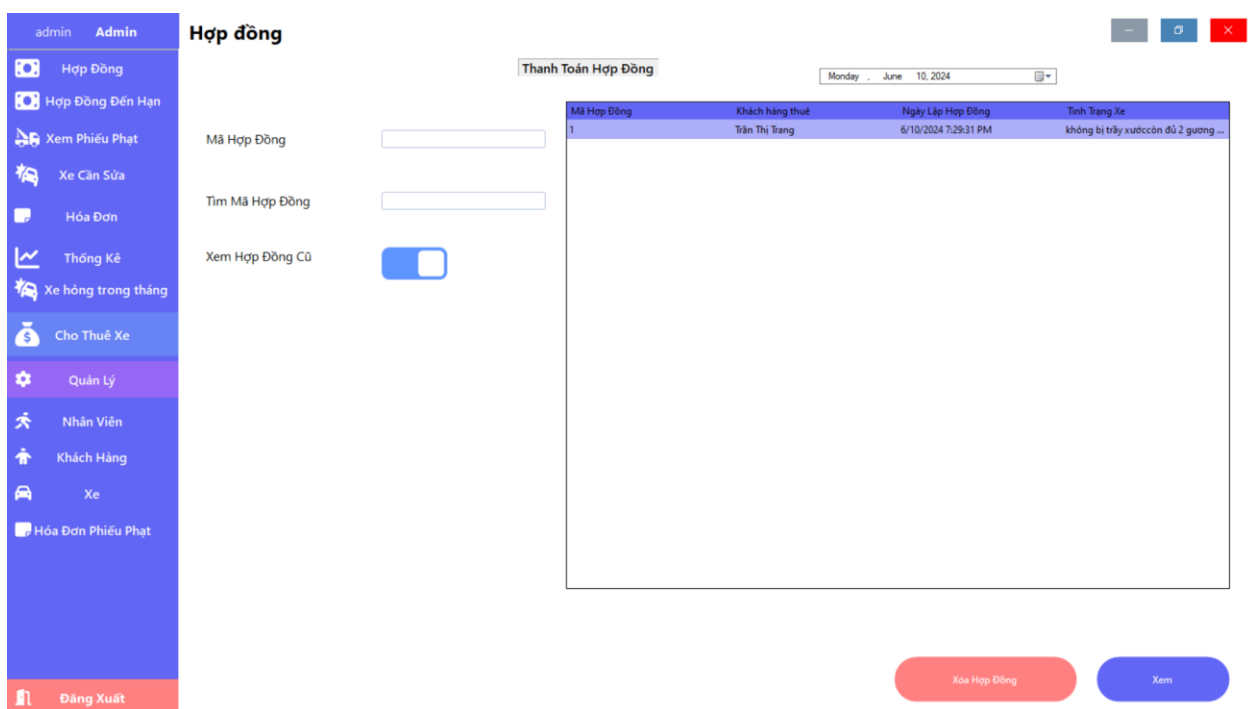 admin Admin
Hợp đồng
Hợp Đồng
Hợp Đồng Đến Hạn
Xem Phiếu Phạt
Xe Cần Sửa
Hóa Đơn
Thống Kê
Xe hỏng trong tháng
Cho Thuê Xe
Quản Lý
Nhân Viên
Khách Hàng
Xe
Hóa Đơn Phiếu Phạt
Đăng Xuất
Thanh Toán Hợp Đồng
Monday , June 10, 2024
Mã Hợp Đồng
Tìm Mã Hợp Đồng
Xem Hợp Đồng Cũ
Mã Hợp Đồng Khách hàng thuê Ngày Lập Hợp Đồng Tình Trạng Xe
1 Trần Thị Trang 6/10/2024 7:29:31 PM không bị trầy xướccòn đủ 2 gương ...
Xóa Hợp Đồng Xem